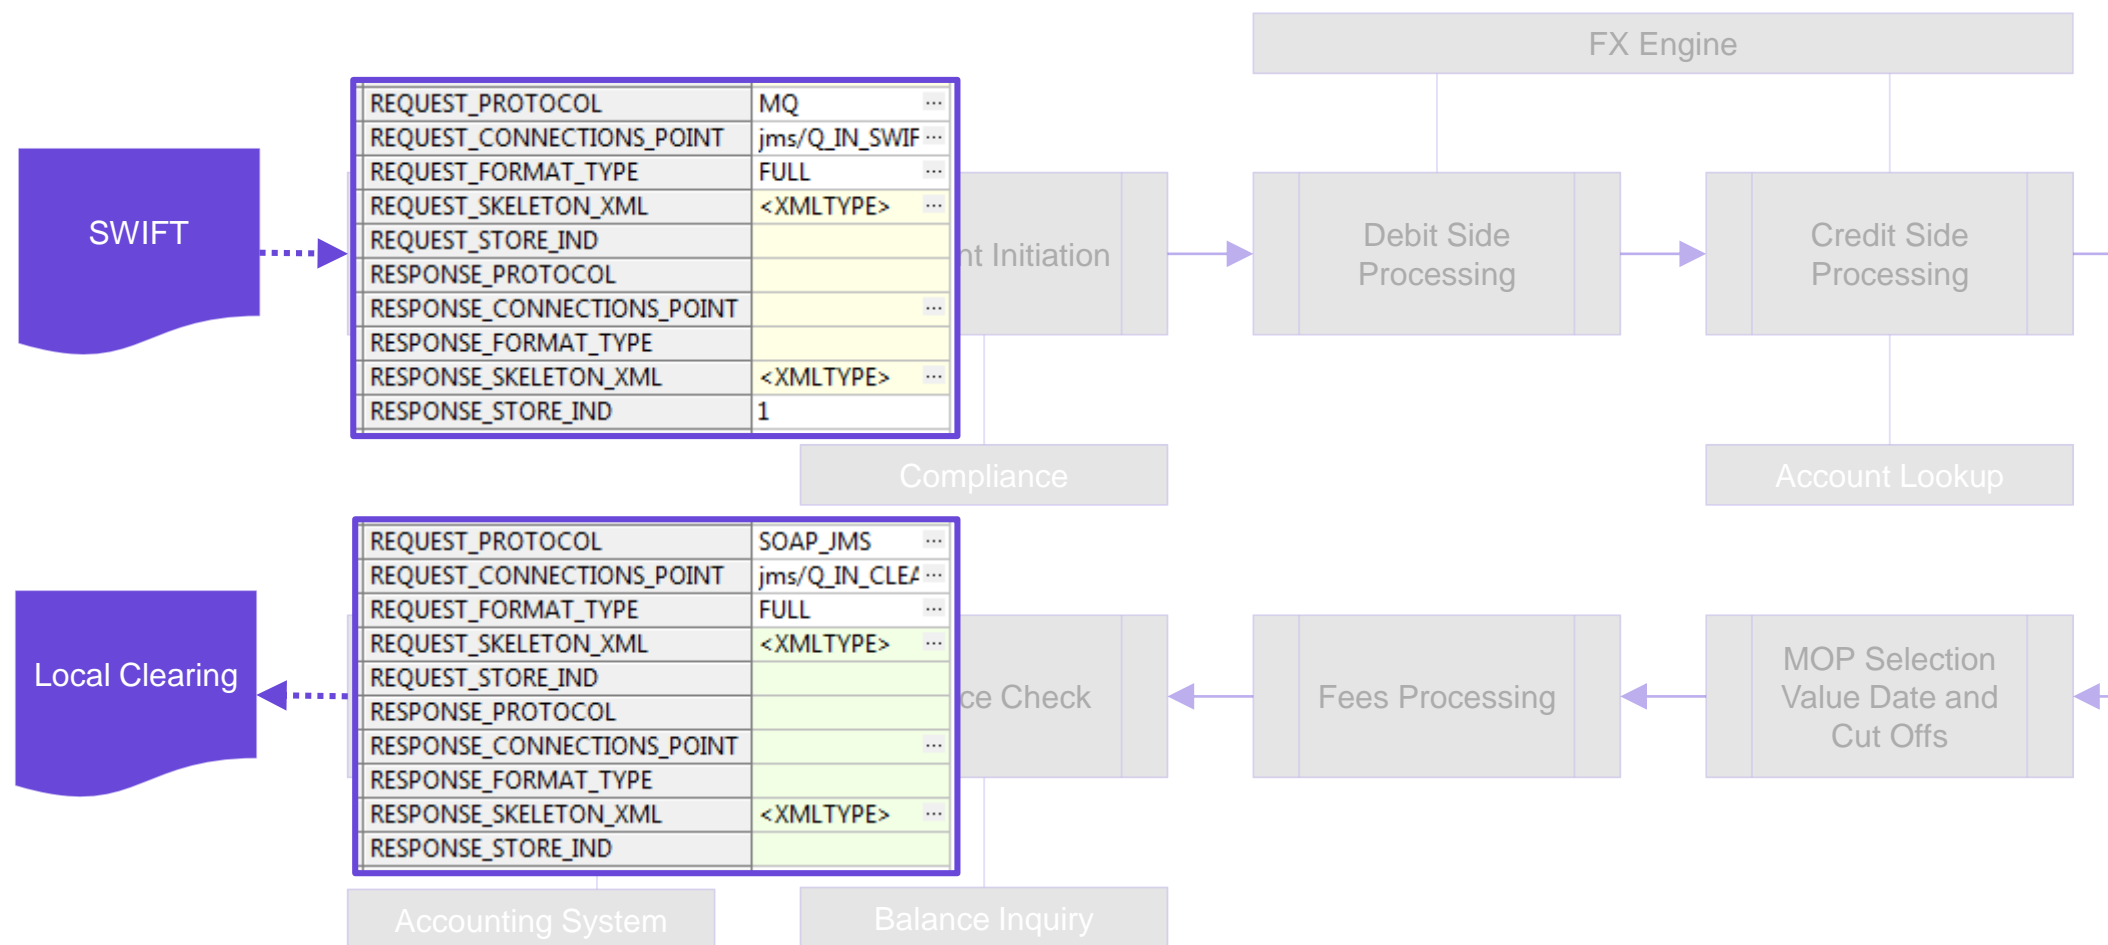 FX Engine
SWIFT
REQUEST_PROTOCOL MQ ...
REQUEST_CONNECTIONS_POINT jms/Q_IN_SWIF ...
REQUEST_FORMAT_TYPE FULL ...
REQUEST_SKELETON_XML <XMLTYPE> ...
REQUEST_STORE_IND
RESPONSE_PROTOCOL
RESPONSE_CONNECTIONS_POINT ...
RESPONSE_FORMAT_TYPE
RESPONSE_SKELETON_XML <XMLTYPE> ...
RESPONSE_STORE_IND 1
nt Initiation
Debit Side
Processing
Credit Side
Processing
Compliance
Account Lookup
Local Clearing
REQUEST_PROTOCOL SOAP_JMS ...
REQUEST_CONNECTIONS_POINT jms/Q_IN_CLEA ...
REQUEST_FORMAT_TYPE FULL ...
REQUEST_SKELETON_XML <XMLTYPE> ...
REQUEST_STORE_IND
RESPONSE_PROTOCOL
RESPONSE_CONNECTIONS_POINT ...
RESPONSE_FORMAT_TYPE
RESPONSE_SKELETON_XML <XMLTYPE> ...
RESPONSE_STORE_IND
ce Check
Fees Processing
MOP Selection
Value Date and
Cut Offs
Accounting System
Balance Inquiry